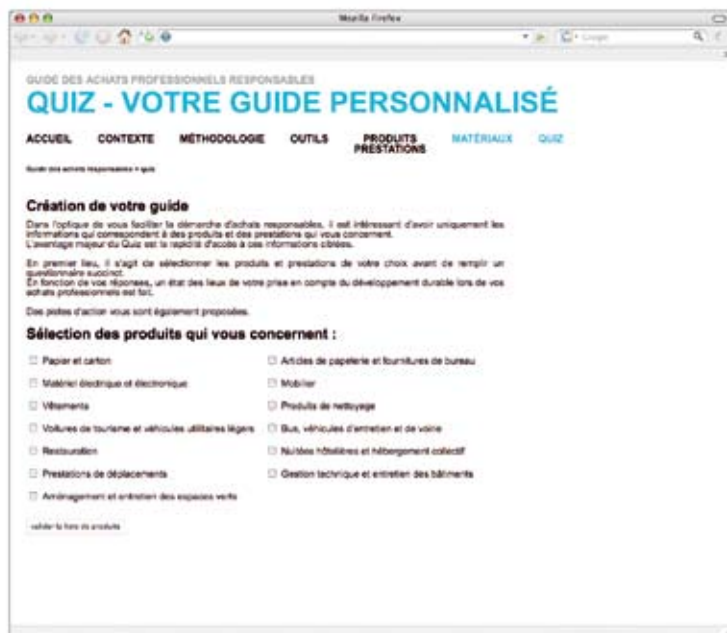 Mozilla Firefox
Google
GUIDE DES ACHATS PROFESSIONNELS RESPONSABLES
QUIZ - VOTRE GUIDE PERSONNALISÉ
ACCUEIL CONTEXTE MÉTHODOLOGIE OUTILS PRODUITS PRESTATIONS MATÉRIAUX QUIZ
Guide des achats responsables > quiz
Création de votre guide
Dans l'optique de vous faciliter la démarche d'achats responsables, il est intéressant d'avoir uniquement les
informations qui correspondent à des produits et des prestations qui vous concernent.
L'avantage majeur du Quiz est la rapidité d'accès à ces informations ciblées.
En premier lieu, il s'agit de sélectionner les produits et prestations de votre choix avant de remplir un
questionnaire succinct.
En fonction de vos réponses, un état des lieux de votre prise en compte du développement durable lors de vos
achats professionnels est fait.
Des pistes d'action vous sont également proposées.
Sélection des produits qui vous concernent :
Papier et carton Articles de papeterie et fournitures de bureau
Matériel électrique et électronique Mobilier
Vêtements Produits de nettoyage
Voitures de tourisme et véhicules utilitaires légers Bus, véhicules d'entretien et de voirie
Restauration Nuitées hôtelières et hébergement collectif
Prestations de déplacements Gestion technique et entretien des bâtiments
Aménagement et entretien des espaces verts
valider la liste de produits